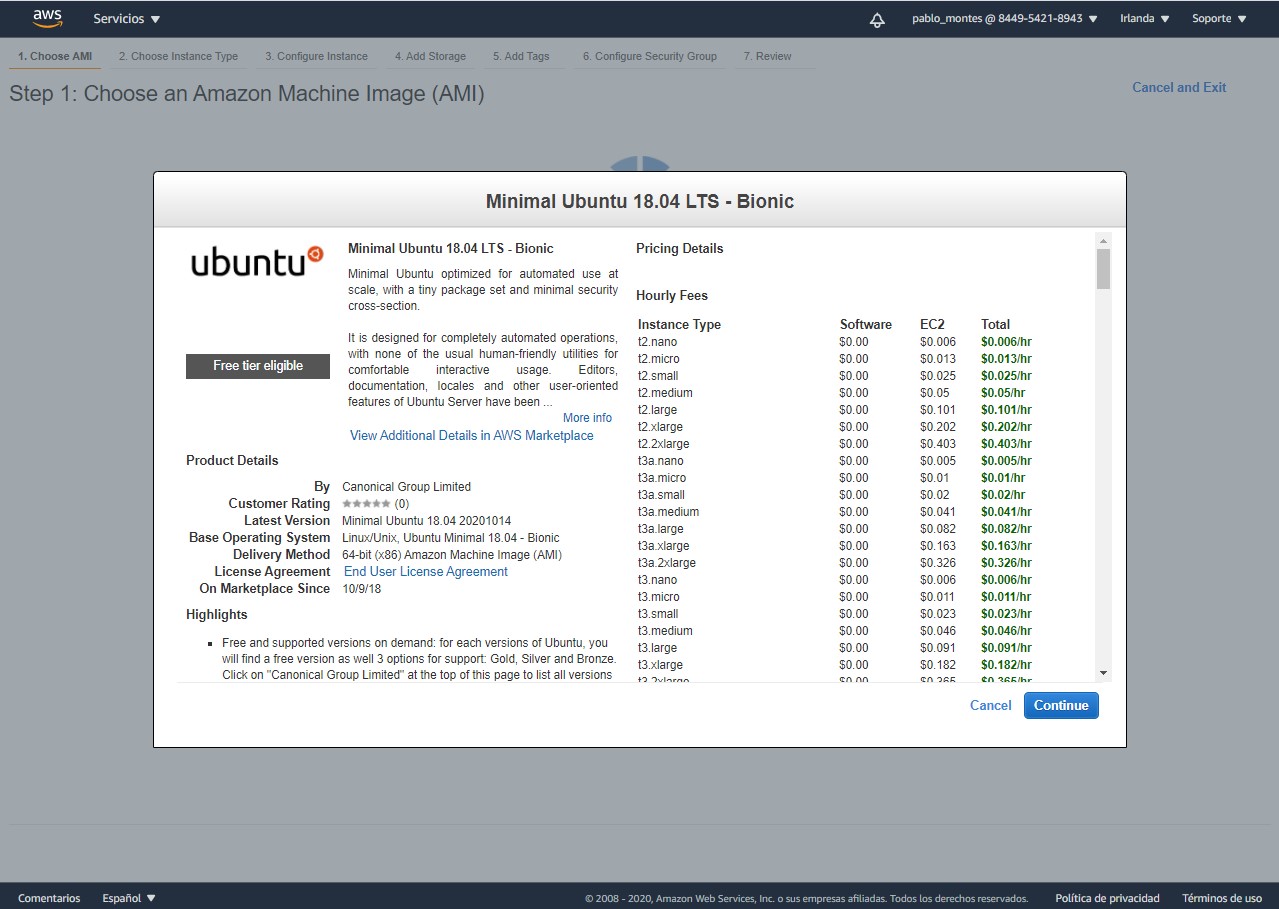 aws Servicios pablo_montes @ 8449-5421-8943 Irlanda Soporte
1. Choose AMI 2. Choose Instance Type 3. Configure Instance 4. Add Storage 5. Add Tags 6. Configure Security Group 7. Review
Step 1: Choose an Amazon Machine Image (AMI)
Cancel and Exit
Minimal Ubuntu 18.04 LTS - Bionic
ubuntu
Free tier eligible
Minimal Ubuntu 18.04 LTS - Bionic
Minimal Ubuntu optimized for automated use at
scale, with a tiny package set and minimal security
cross-section.
It is designed for completely automated operations,
with none of the usual human-friendly utilities for
comfortable interactive usage. Editors,
documentation, locales and other user-oriented
features of Ubuntu Server have been ...
More info
View Additional Details in AWS Marketplace
Product Details
By Canonical Group Limited
Customer Rating (0)
Latest Version Minimal Ubuntu 18.04 20201014
Base Operating System Linux/Unix, Ubuntu Minimal 18.04 - Bionic
Delivery Method 64-bit (x86) Amazon Machine Image (AMI)
License Agreement End User License Agreement
On Marketplace Since 10/9/18
Highlights
Free and supported versions on demand: for each versions of Ubuntu, you
will find a free version as well 3 options for support: Gold, Silver and Bronze.
Click on "Canonical Group Limited" at the top of this page to list all versions
Pricing Details
Hourly Fees
Instance Type Software EC2 Total
t2.nano $0.00 $0.006 $0.006/hr
t2.micro $0.00 $0.013 $0.013/hr
t2.small $0.00 $0.025 $0.025/hr
t2.medium $0.00 $0.05 $0.05/hr
t2.large $0.00 $0.101 $0.101/hr
t2.xlarge $0.00 $0.202 $0.202/hr
t2.2xlarge $0.00 $0.403 $0.403/hr
t3a.nano $0.00 $0.005 $0.005/hr
t3a.micro $0.00 $0.01 $0.01/hr
t3a.small $0.00 $0.02 $0.02/hr
t3a.medium $0.00 $0.041 $0.041/hr
t3a.large $0.00 $0.082 $0.082/hr
t3a.xlarge $0.00 $0.163 $0.163/hr
t3a.2xlarge $0.00 $0.326 $0.326/hr
t3.nano $0.00 $0.006 $0.006/hr
t3.micro $0.00 $0.011 $0.011/hr
t3.small $0.00 $0.023 $0.023/hr
t3.medium $0.00 $0.046 $0.046/hr
t3.large $0.00 $0.091 $0.091/hr
t3.xlarge $0.00 $0.182 $0.182/hr
t3.2xlarge $0.00 $0.365 $0.365/hr
Cancel Continue
Comentarios Español © 2008 - 2020, Amazon Web Services, Inc. o sus empresas afiliadas. Todos los derechos reservados. Política de privacidad Términos de uso